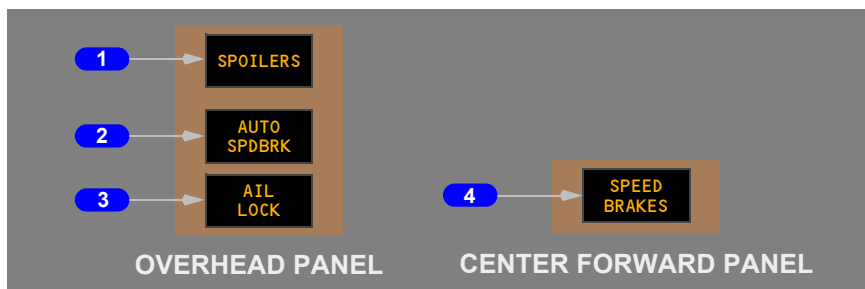 1
SPOILERS
2
AUTO
SPDBRK
3
AIL
LOCK
4
SPEED
BRAKES
OVERHEAD PANEL
CENTER FORWARD PANEL